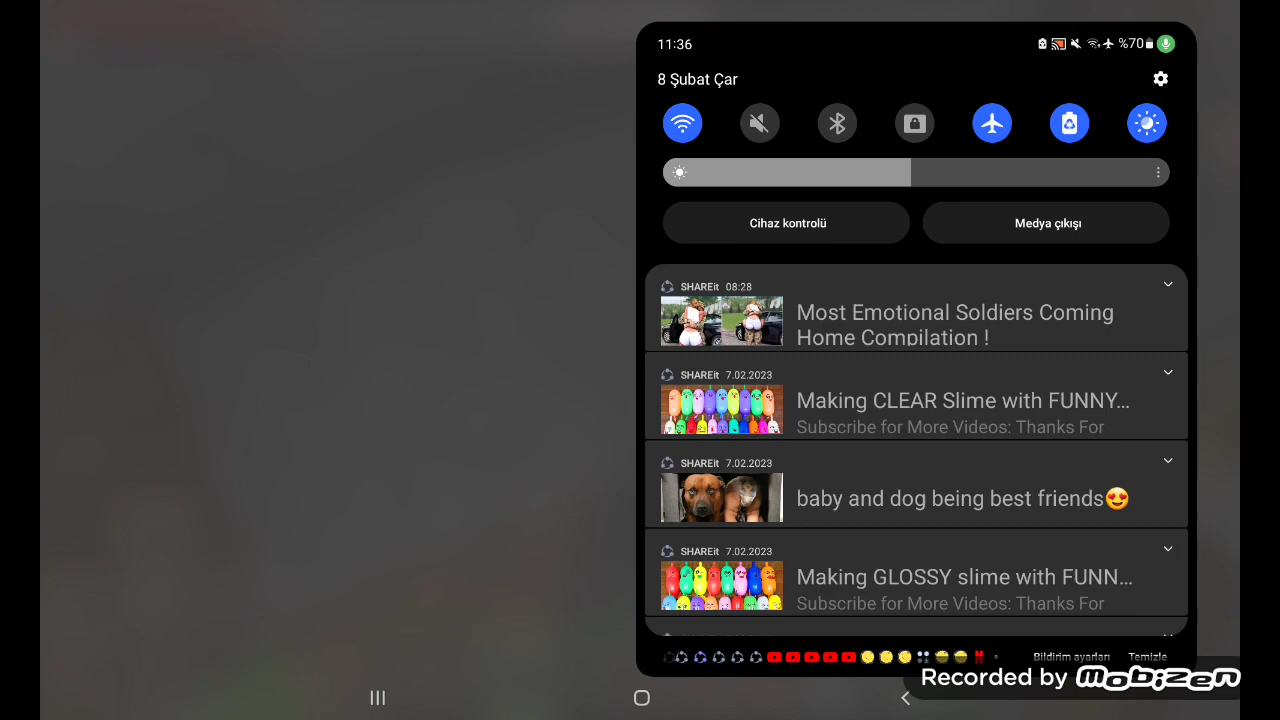 11:36
%70
8 Şubat Çar
Cihaz kontrolü
Medya çıkışı
SHAREit 08:28
Most Emotional Soldiers Coming
Home Compilation !
SHAREit 7.02.2023
Making CLEAR Slime with FUNNY...
Subscribe for More Videos: Thanks For
SHAREit 7.02.2023
baby and dog being best friends😍
SHAREit 7.02.2023
Making GLOSSY slime with FUNN...
Subscribe for More Videos: Thanks For
Bildirim ayarları
Temizle
Recorded by Mobizen